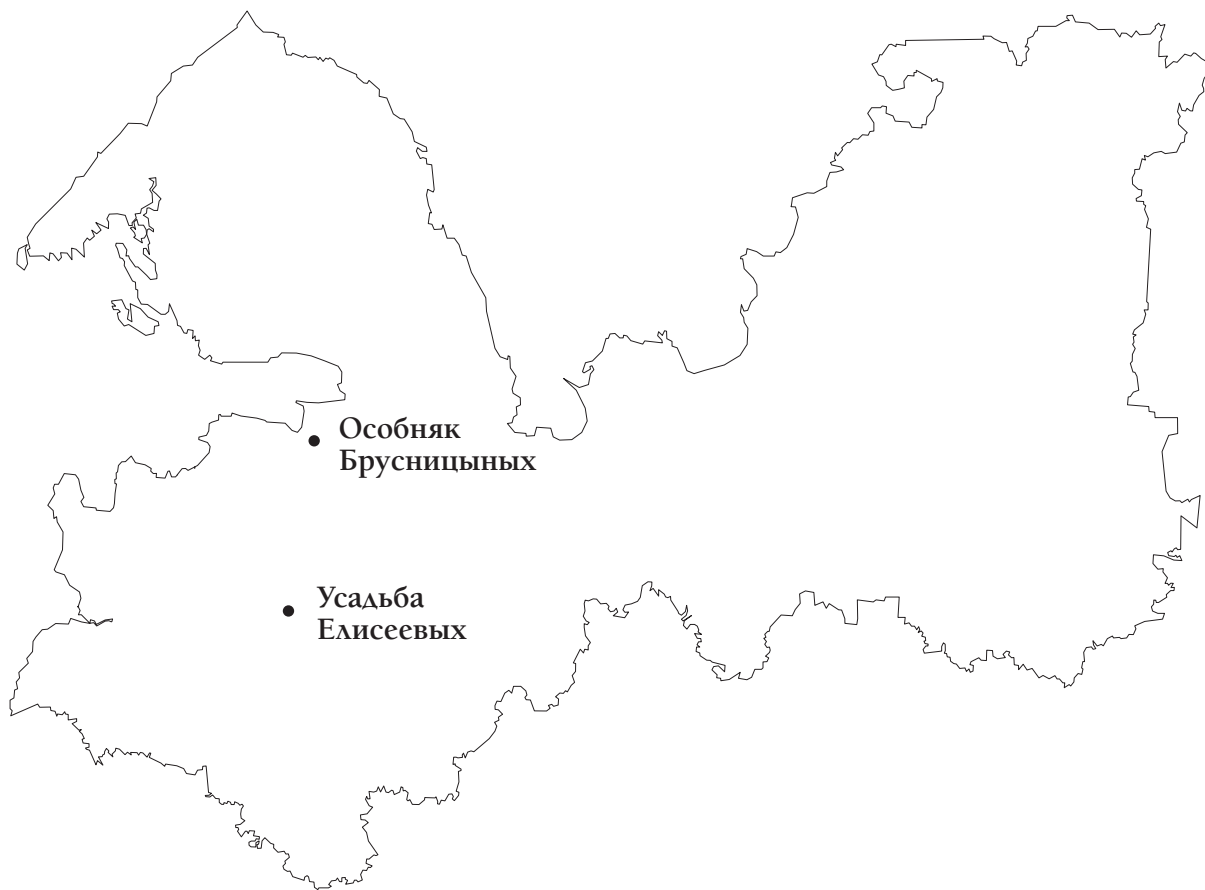 Особняк
Брусницыных
Усадьба
Елисеевых